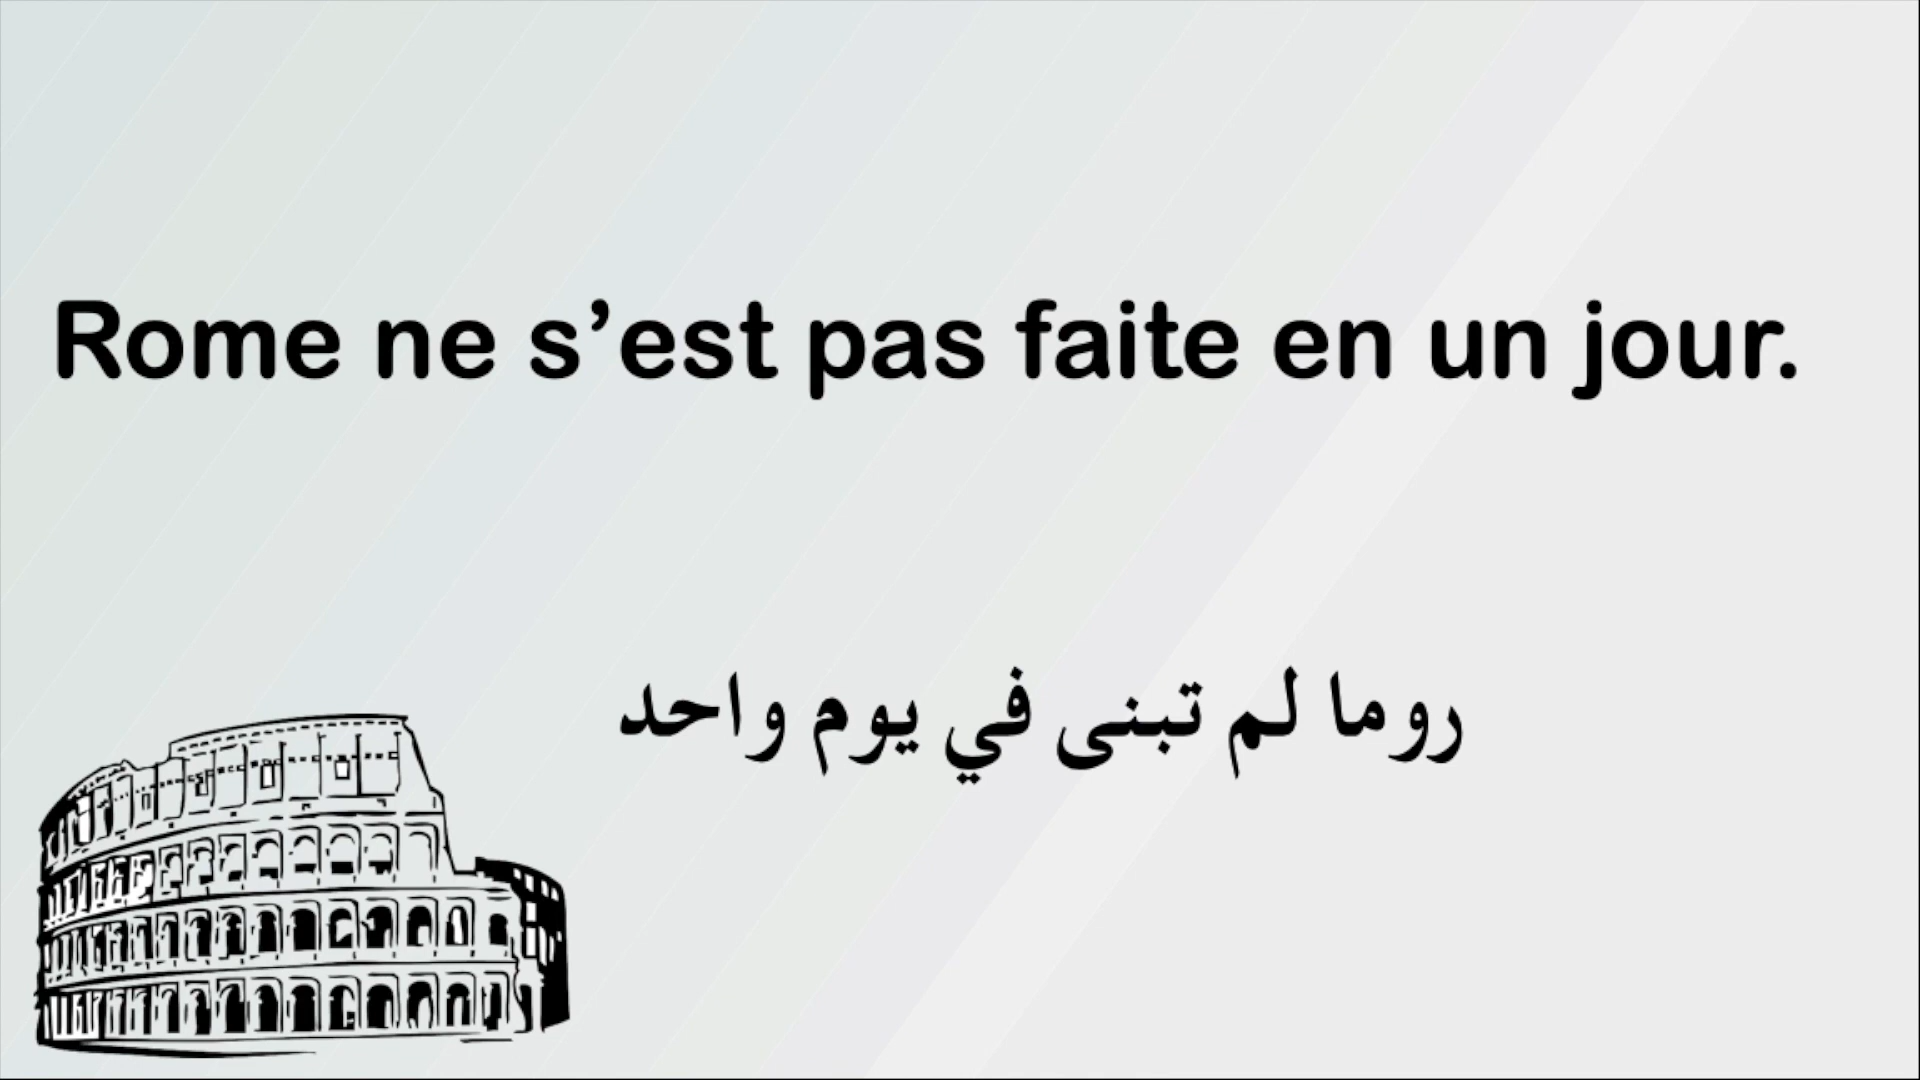 Rome ne s’est pas faite en un jour.
روما لم تبنى في يوم واحد